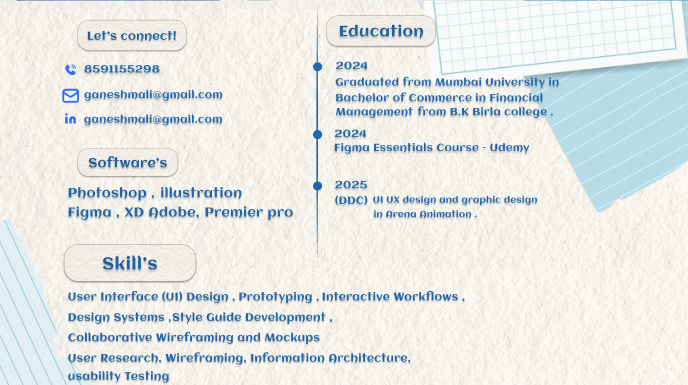 Let's connect!
8591155298
ganeshmali@gmail.com
ganeshmali@gmail.com
Software's
Photoshop , illustration
Figma , XD Adobe, Premier pro
Skill's
User Interface (UI) Design , Prototyping , Interactive Workflows ,
Design Systems ,Style Guide Development ,
Collaborative Wireframing and Mockups
User Research, Wireframing, Information Architecture,
usability Testing
Education
2024
Graduated from Mumbai University in
Bachelor of Commerce in Financial
Management from B.K Birla college .
2024
Figma Essentials Course - Udemy
2025
(DDC) UI UX design and graphic design
in Arena Animation .